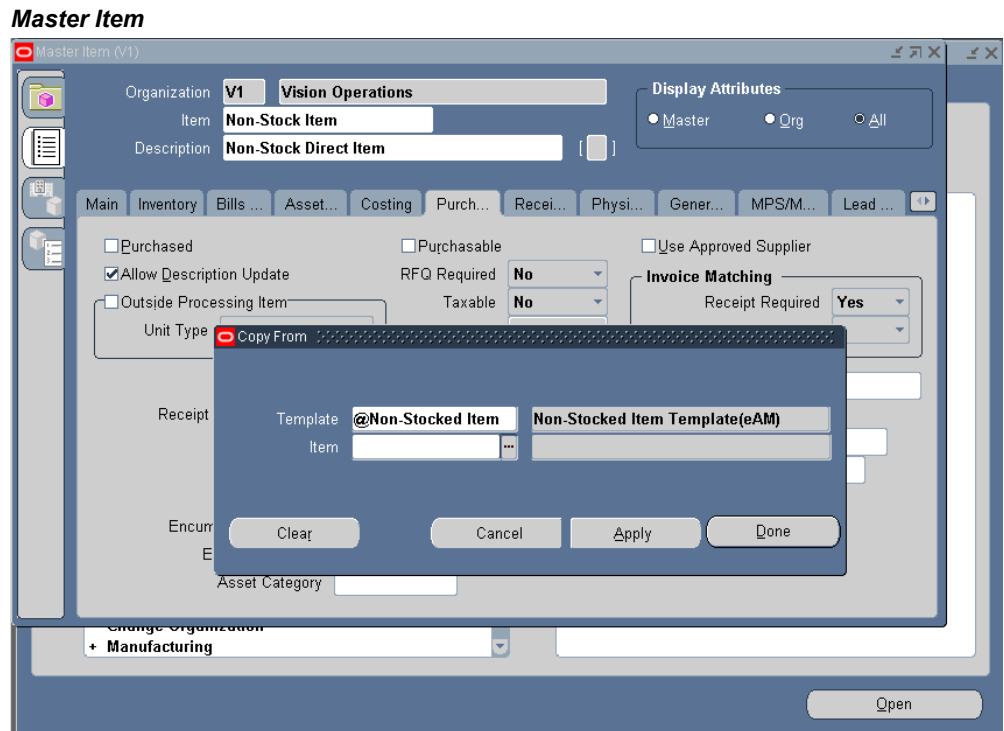 Master Item
Master Item (V1)
Organization V1 Vision Operations
Display Attributes
Item Non-Stock Item
Master Org All
Description Non-Stock Direct Item [ ]
Main Inventory Bills ... Asset... Costing Purch... Recei... Physi... Gener... MPS/M... Lead ...
Purchased Purchasable Use Approved Supplier
Allow Description Update RFQ Required No Invoice Matching
Outside Processing Item Taxable No Receipt Required Yes
Unit Type
Copy From
Receipt
Template @Non-Stocked Item Non-Stocked Item Template(eAM)
Item ...
Encum
Clear Cancel Apply Done
E
Asset Category
Change Organization
+ Manufacturing
Open